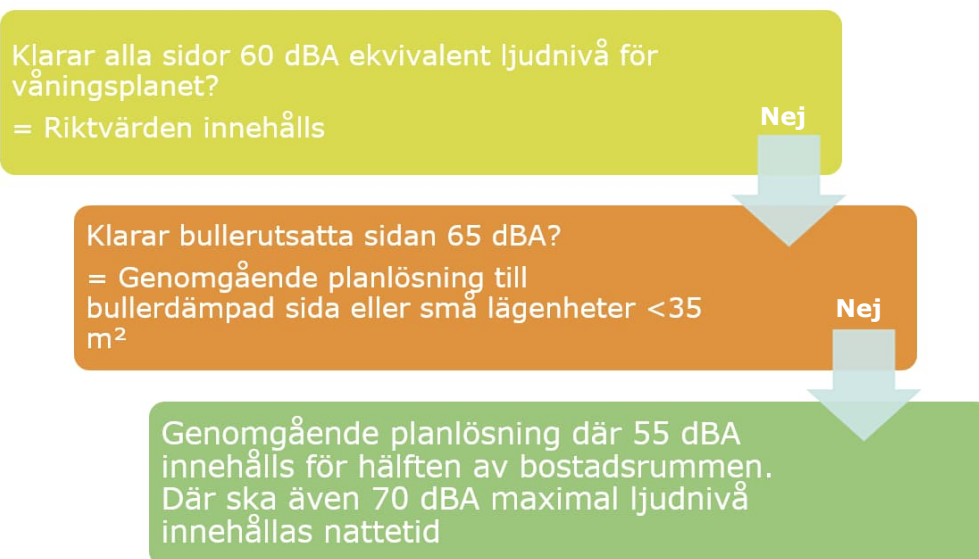 Klarar alla sidor 60 dBA ekvivalent ljudnivå för
våningsplanet?
= Riktvärden innehålls
Nej
Klarar bullerutsatta sidan 65 dBA?
= Genomgående planlösning till
bullerdämpad sida eller små lägenheter <35
m²
Nej
Genomgående planlösning där 55 dBA
innehålls för hälften av bostadsrummen.
Där ska även 70 dBA maximal ljudnivå
innehållas nattetid